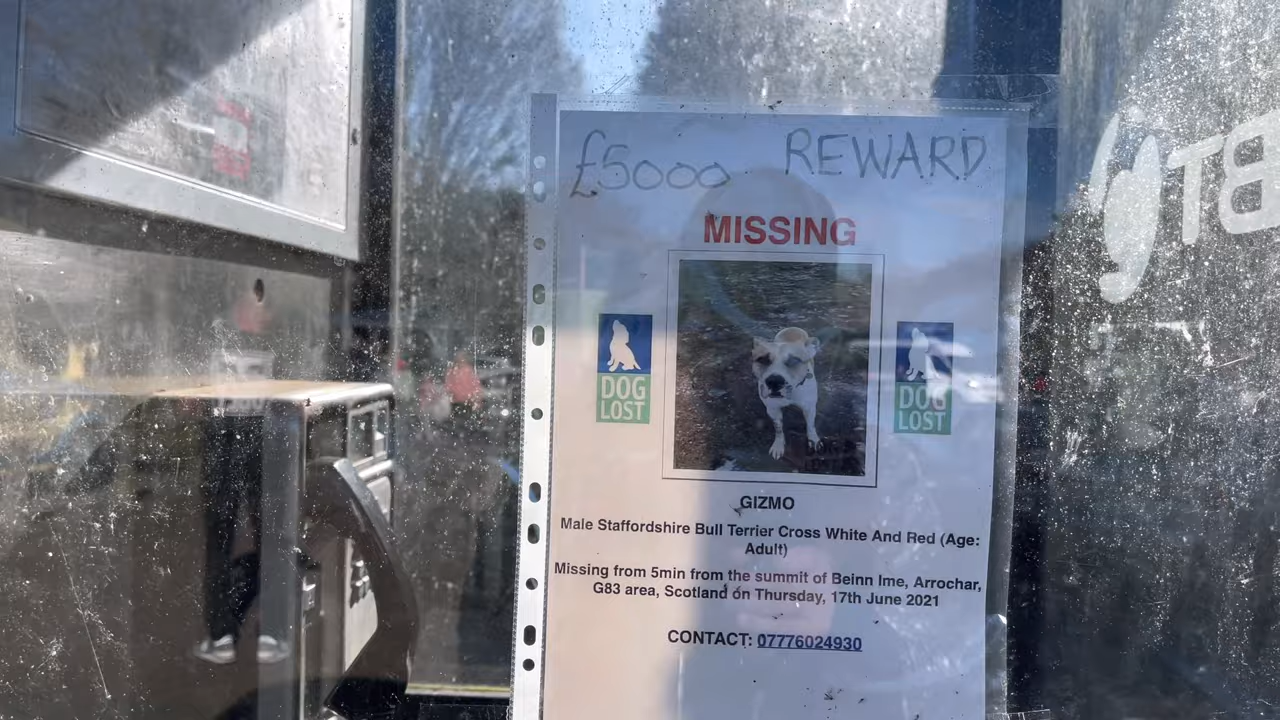 £5000 REWARD
MISSING
DOG
LOST
DOG
LOST
GIZMO
Male Staffordshire Bull Terrier Cross White And Red (Age:
Adult)
Missing from 5min from the summit of Beinn Ime, Arrochar,
G83 area, Scotland on Thursday, 17th June 2021
CONTACT: 07776024930
BT